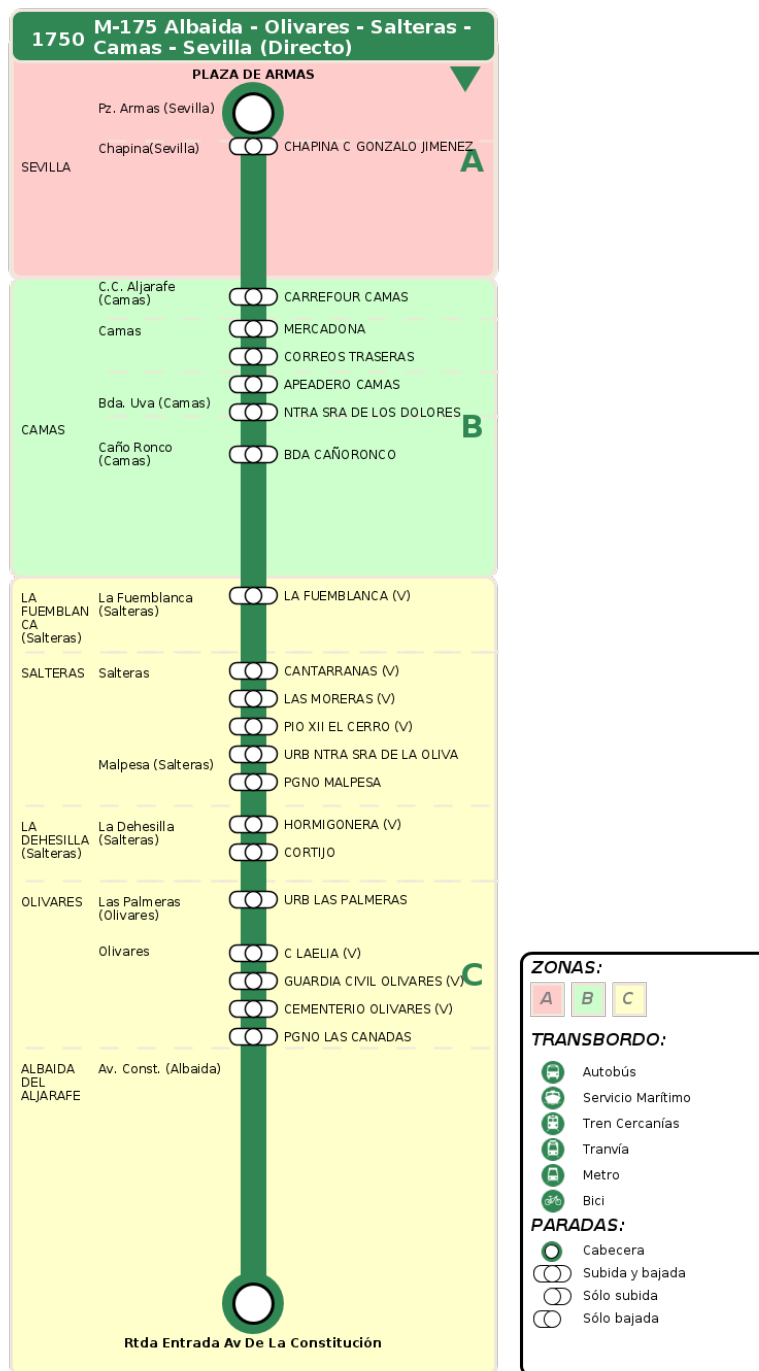 1750
M-175 Albaida - Olivares - Salteras -
Camas - Sevilla (Directo)
PLAZA DE ARMAS
Pz. Armas (Sevilla)
Chapina(Sevilla)
CHAPINA C GONZALO JIMENEZ
A
SEVILLA
C.C. Aljarafe
(Camas)
CARREFOUR CAMAS
Camas
MERCADONA
CORREOS TRASERAS
APEADERO CAMAS
Bda. Uva (Camas)
NTRA SRA DE LOS DOLORES
B
CAMAS
Caño Ronco
(Camas)
BDA CAÑORONCO
LA
FUEMBLAN
CA
(Salteras)
La Fuemblanca
(Salteras)
LA FUEMBLANCA (V)
SALTERAS
Salteras
CANTARRANAS (V)
LAS MORERAS (V)
PIO XII EL CERRO (V)
URB NTRA SRA DE LA OLIVA
Malpesa (Salteras)
PGNO MALPESA
LA
DEHESILLA
(Salteras)
La Dehesilla
(Salteras)
HORMIGONERA (V)
CORTIJO
OLIVARES
Las Palmeras
(Olivares)
URB LAS PALMERAS
Olivares
C LAELIA (V)
GUARDIA CIVIL OLIVARES (V)
C
CEMENTERIO OLIVARES (V)
PGNO LAS CANADAS
ALBAIDA
DEL
ALJARAFE
Av. Const. (Albaida)
Rtda Entrada Av De La Constitución
ZONAS:
A
B
C
TRANSBORDO:
Autobús
Servicio Marítimo
Tren Cercanías
Tranvía
Metro
Bici
PARADAS:
Cabecera
Subida y bajada
Sólo subida
Sólo bajada